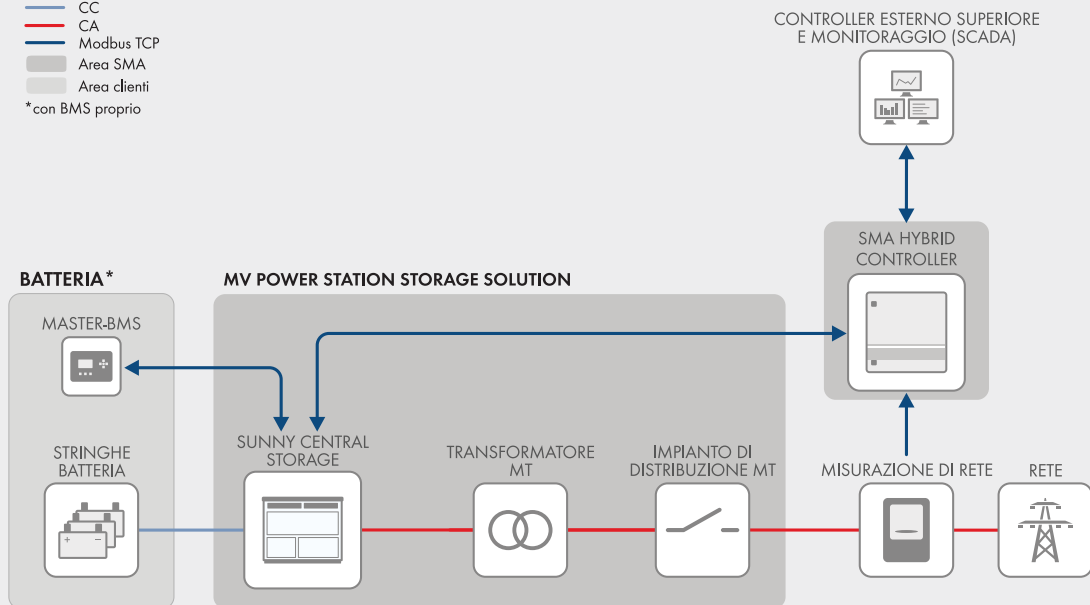 CC
CA
Modbus TCP
Area SMA
Area clienti
*con BMS proprio
CONTROLLER ESTERNO SUPERIORE
E MONITORAGGIO (SCADA)
SMA HYBRID
CONTROLLER
BATTERIA*
MV POWER STATION STORAGE SOLUTION
MASTER-BMS
STRINGHE
BATTERIA
SUNNY CENTRAL
STORAGE
TRANSFORMATORE
MT
IMPIANTO DI
DISTRIBUZIONE MT
MISURAZIONE DI RETE
RETE